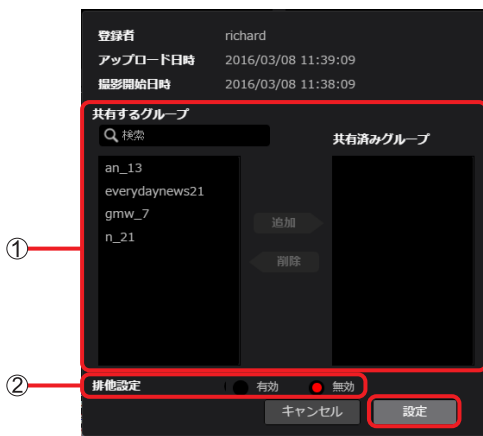 登録者 richard
アップロード日時 2016/03/08 11:39:09
撮影開始日時 2016/03/08 11:38:09
共有するグループ
検索
共有済みグループ
an_13
everydaynews21
gmw_7
n_21
追加
削除
①
②
排他設定 有効 無効
キャンセル 設定